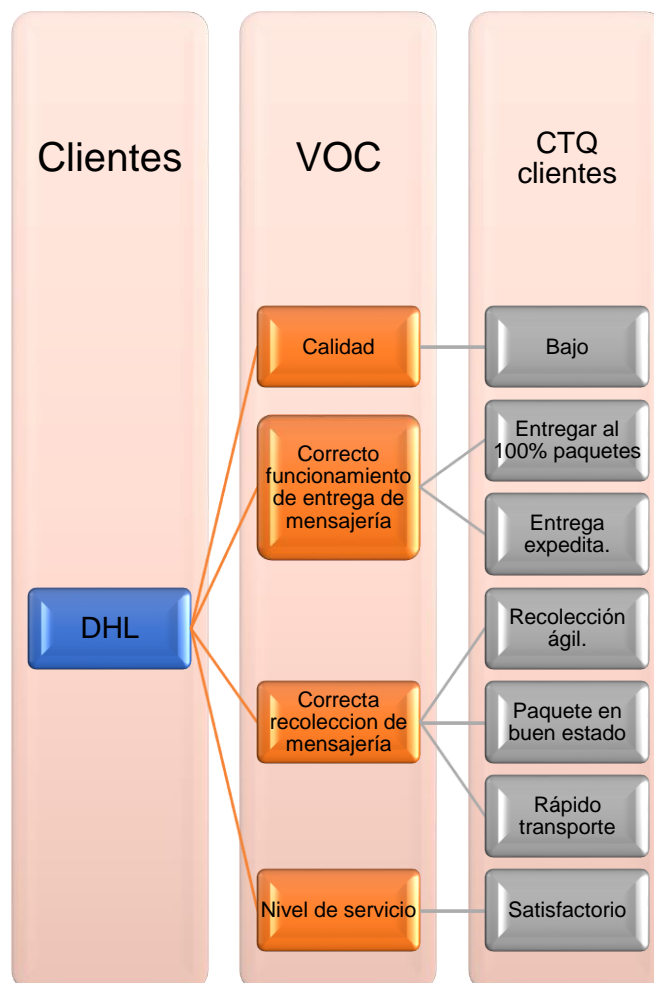 Clientes
VOC
CTQ
clientes
Calidad
Bajo
Correcto
funcionamiento
de entrega de
mensajería
Entregar al
100% paquetes
Entrega
expedita.
DHL
Correcta
recoleccion de
mensajería
Recolección
ágil.
Paquete en
buen estado
Rápido
transporte
Nivel de servicio
Satisfactorio